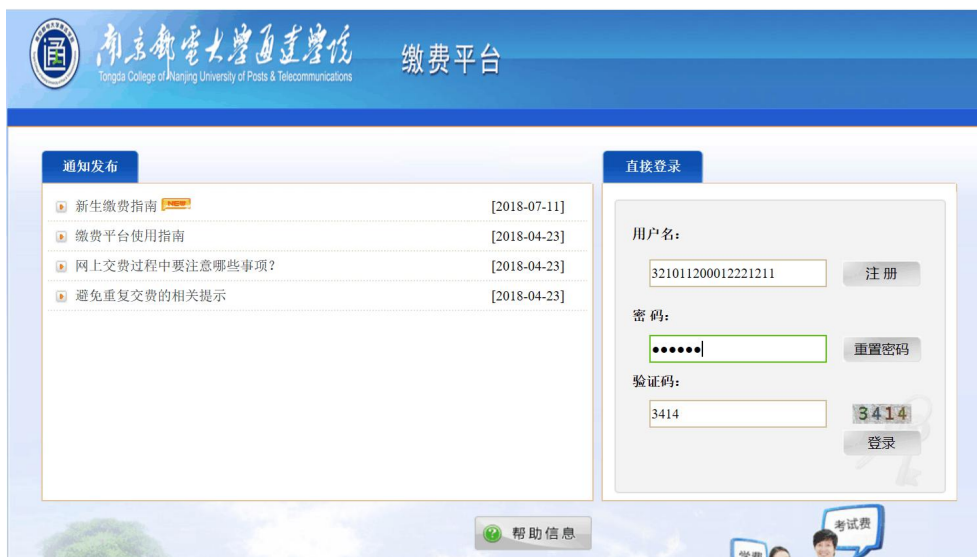 南京邮电大学通达学院
Tongda College of Nanjing University of Posts & Telecommunications
缴费平台
通知发布
新生缴费指南 NEW [2018-07-11]
缴费平台使用指南 [2018-04-23]
网上交费过程中要注意哪些事项? [2018-04-23]
避免重复交费的相关提示 [2018-04-23]
直接登录
用户名:
321011200012221211 注 册
密 码:
●●●●●● 重置密码
验证码:
3414 3414
登录
帮助信息
考试费
学费